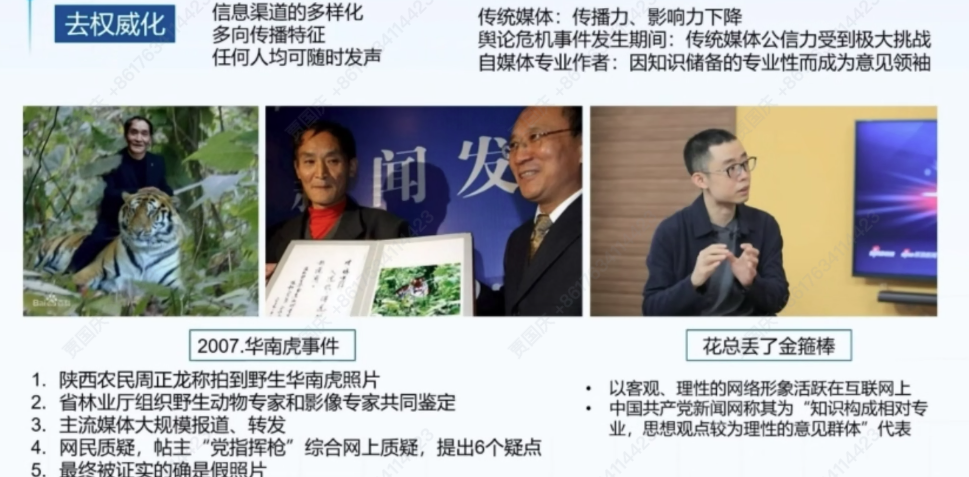 去权威化
信息渠道的多样化
多向传播特征
任何人均可随时发声
传统媒体：传播力、影响力下降
舆论危机事件发生期间：传统媒体公信力受到极大挑战
自媒体专业作者：因知识储备的专业性而成为意见领袖
闻发
2007.华南虎事件
1. 陕西农民周正龙称拍到野生华南虎照片
2. 省林业厅组织野生动物专家和影像专家共同鉴定
3. 主流媒体大规模报道、转发
4. 网民质疑，帖主“党指挥枪”综合网上质疑，提出6个疑点
5. 最终被证实的确是假照片
花总丢了金箍棒
• 以客观、理性的网络形象活跃在互联网上
• 中国共产党新闻网称其为“知识构成相对专
业，思想观点较为理性的意见群体”代表